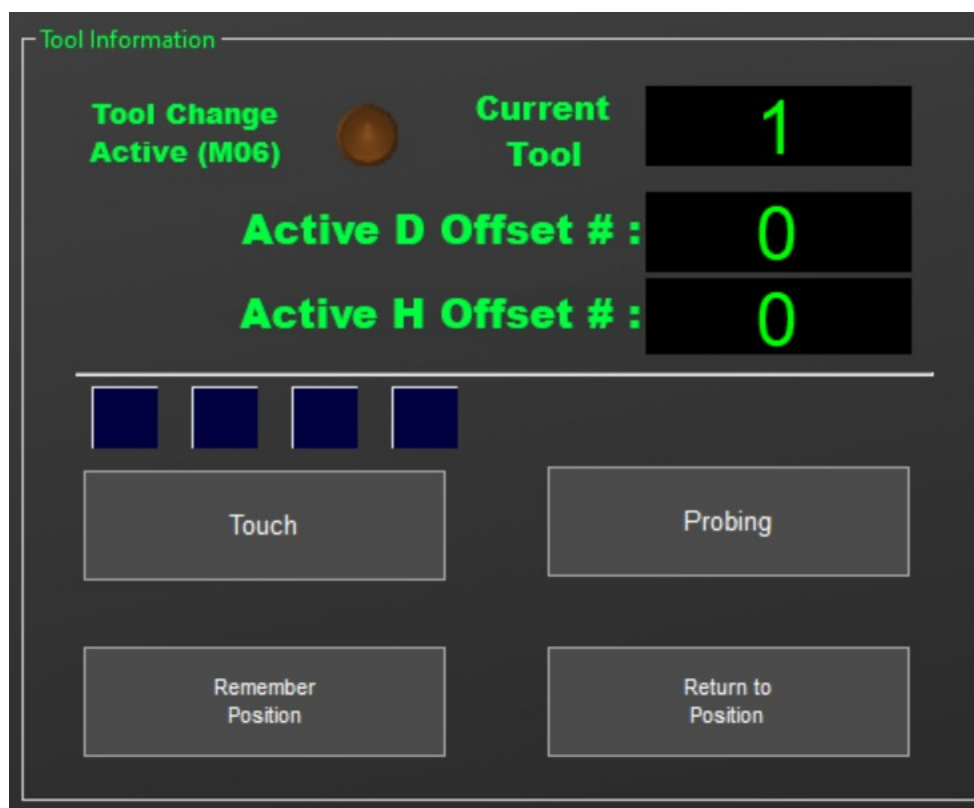 Tool Information
Tool Change
Active (M06)
Current
Tool
1
Active D Offset # :
0
Active H Offset # :
0
Touch
Probing
Remember
Position
Return to
Position